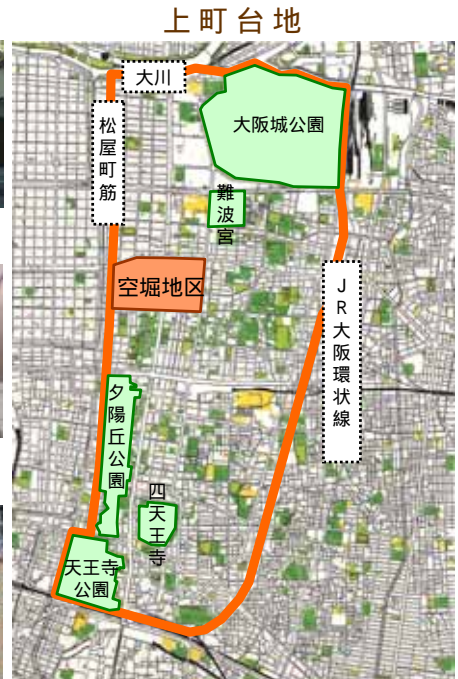 上町台地
大川
松屋町筋
大阪城公園
難波宮
空堀地区
JR大阪環状線
夕陽丘公園
四天王寺
天王寺
公園